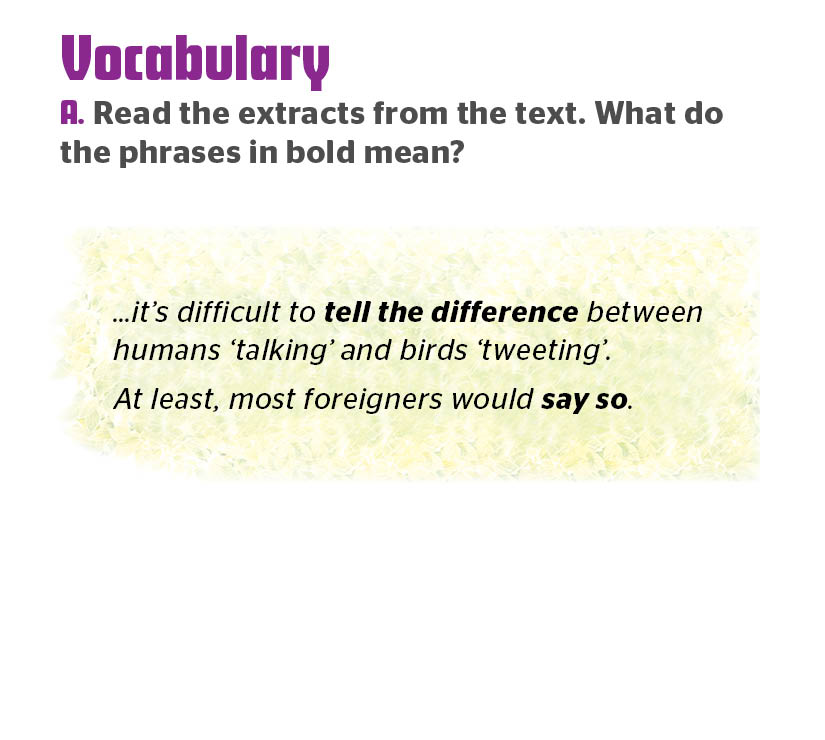 Vocabulary
A. Read the extracts from the text. What do
the phrases in bold mean?
...it’s difficult to tell the difference between
humans ‘talking’ and birds ‘tweeting’.
At least, most foreigners would say so.